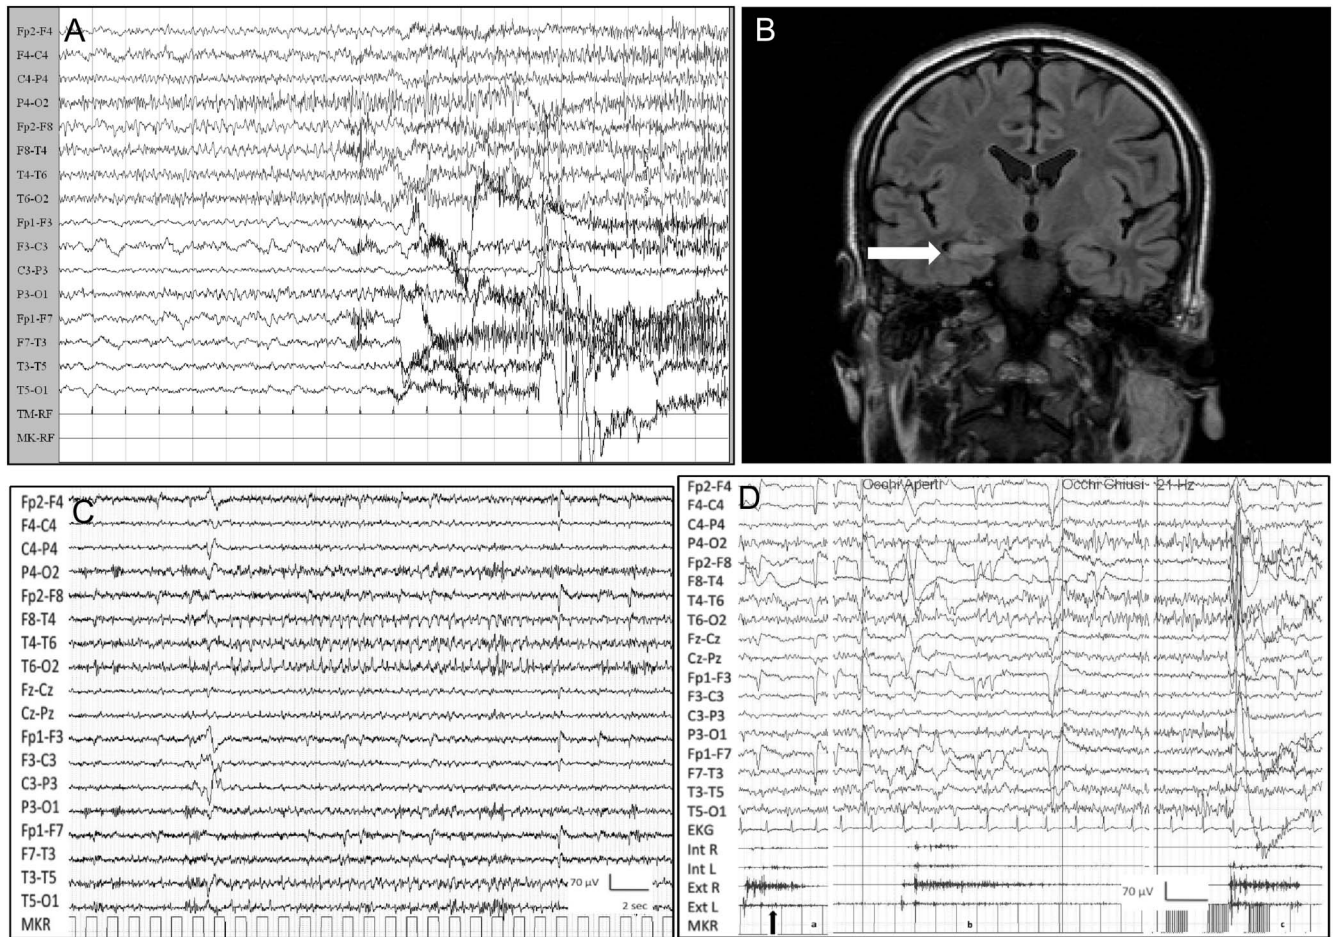 A
Fp2-F4
F4-C4
C4-P4
P4-O2
Fp2-F8
F8-T4
T4-T6
T6-O2
Fp1-F3
F3-C3
C3-P3
P3-O1
Fp1-F7
F7-T3
T3-T5
T5-O1
TM-RF
MK-RF
B
C
Fp2-F4
F4-C4
C4-P4
P4-O2
Fp2-F8
F8-T4
T4-T6
T6-O2
Fz-Cz
Cz-Pz
Fp1-F3
F3-C3
C3-P3
P3-O1
Fp1-F7
F7-T3
T3-T5
T5-O1
MKR
70 µV
2 sec
D
Occhi Aperti
Occhi Chiusi
21 Hz
Fp2-F4
F4-C4
C4-P4
P4-O2
Fp2-F8
F8-T4
T4-T6
T6-O2
Fz-Cz
Cz-Pz
Fp1-F3
F3-C3
C3-P3
P3-O1
Fp1-F7
F7-T3
T3-T5
T5-O1
EKG
Int R
Int L
Ext R
Ext L
MKR
70 µV
1 sec
a
b
c